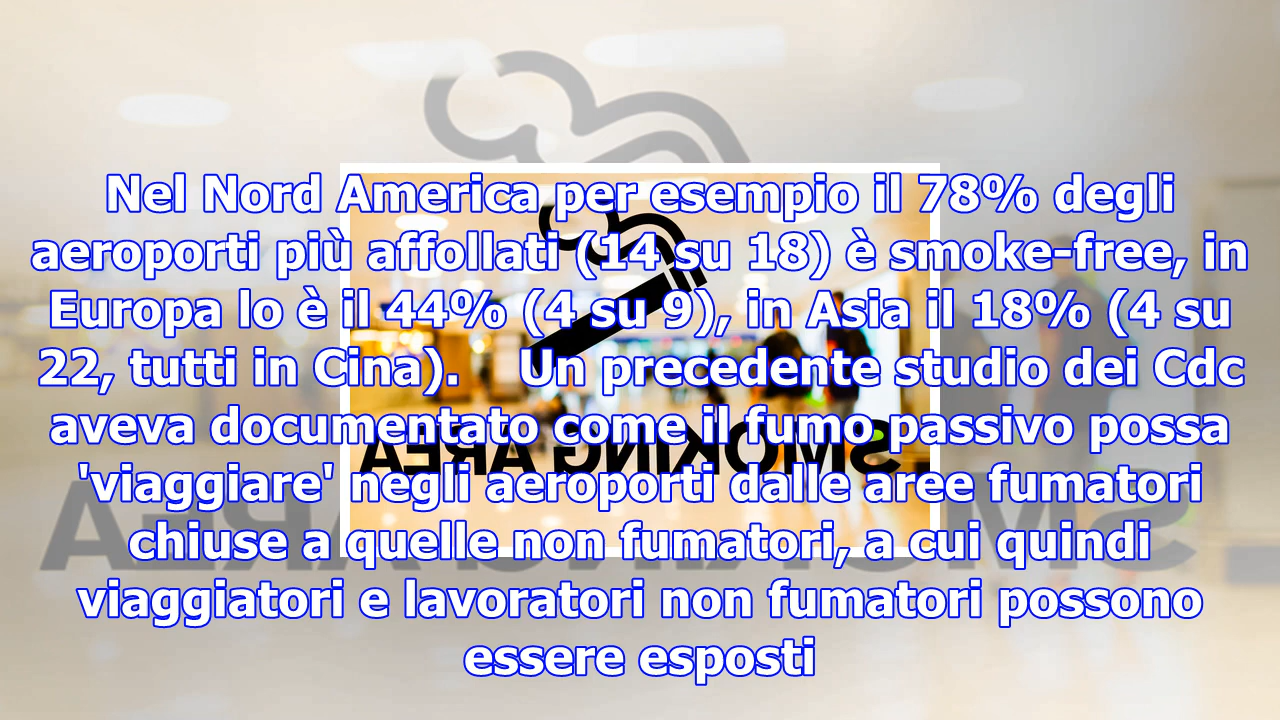 Nel Nord America per esempio il 78% degli
aeroporti più affollati (14 su 18) è smoke-free, in
Europa lo è il 44% (4 su 9), in Asia il 18% (4 su
22, tutti in Cina). Un precedente studio dei Cdc
aveva documentato come il fumo passivo possa
'viaggiare' negli aeroporti dalle aree fumatori
chiuse a quelle non fumatori, a cui quindi
viaggiatori e lavoratori non fumatori possono
essere esposti
SMOKING AREA
SMOKING AREA